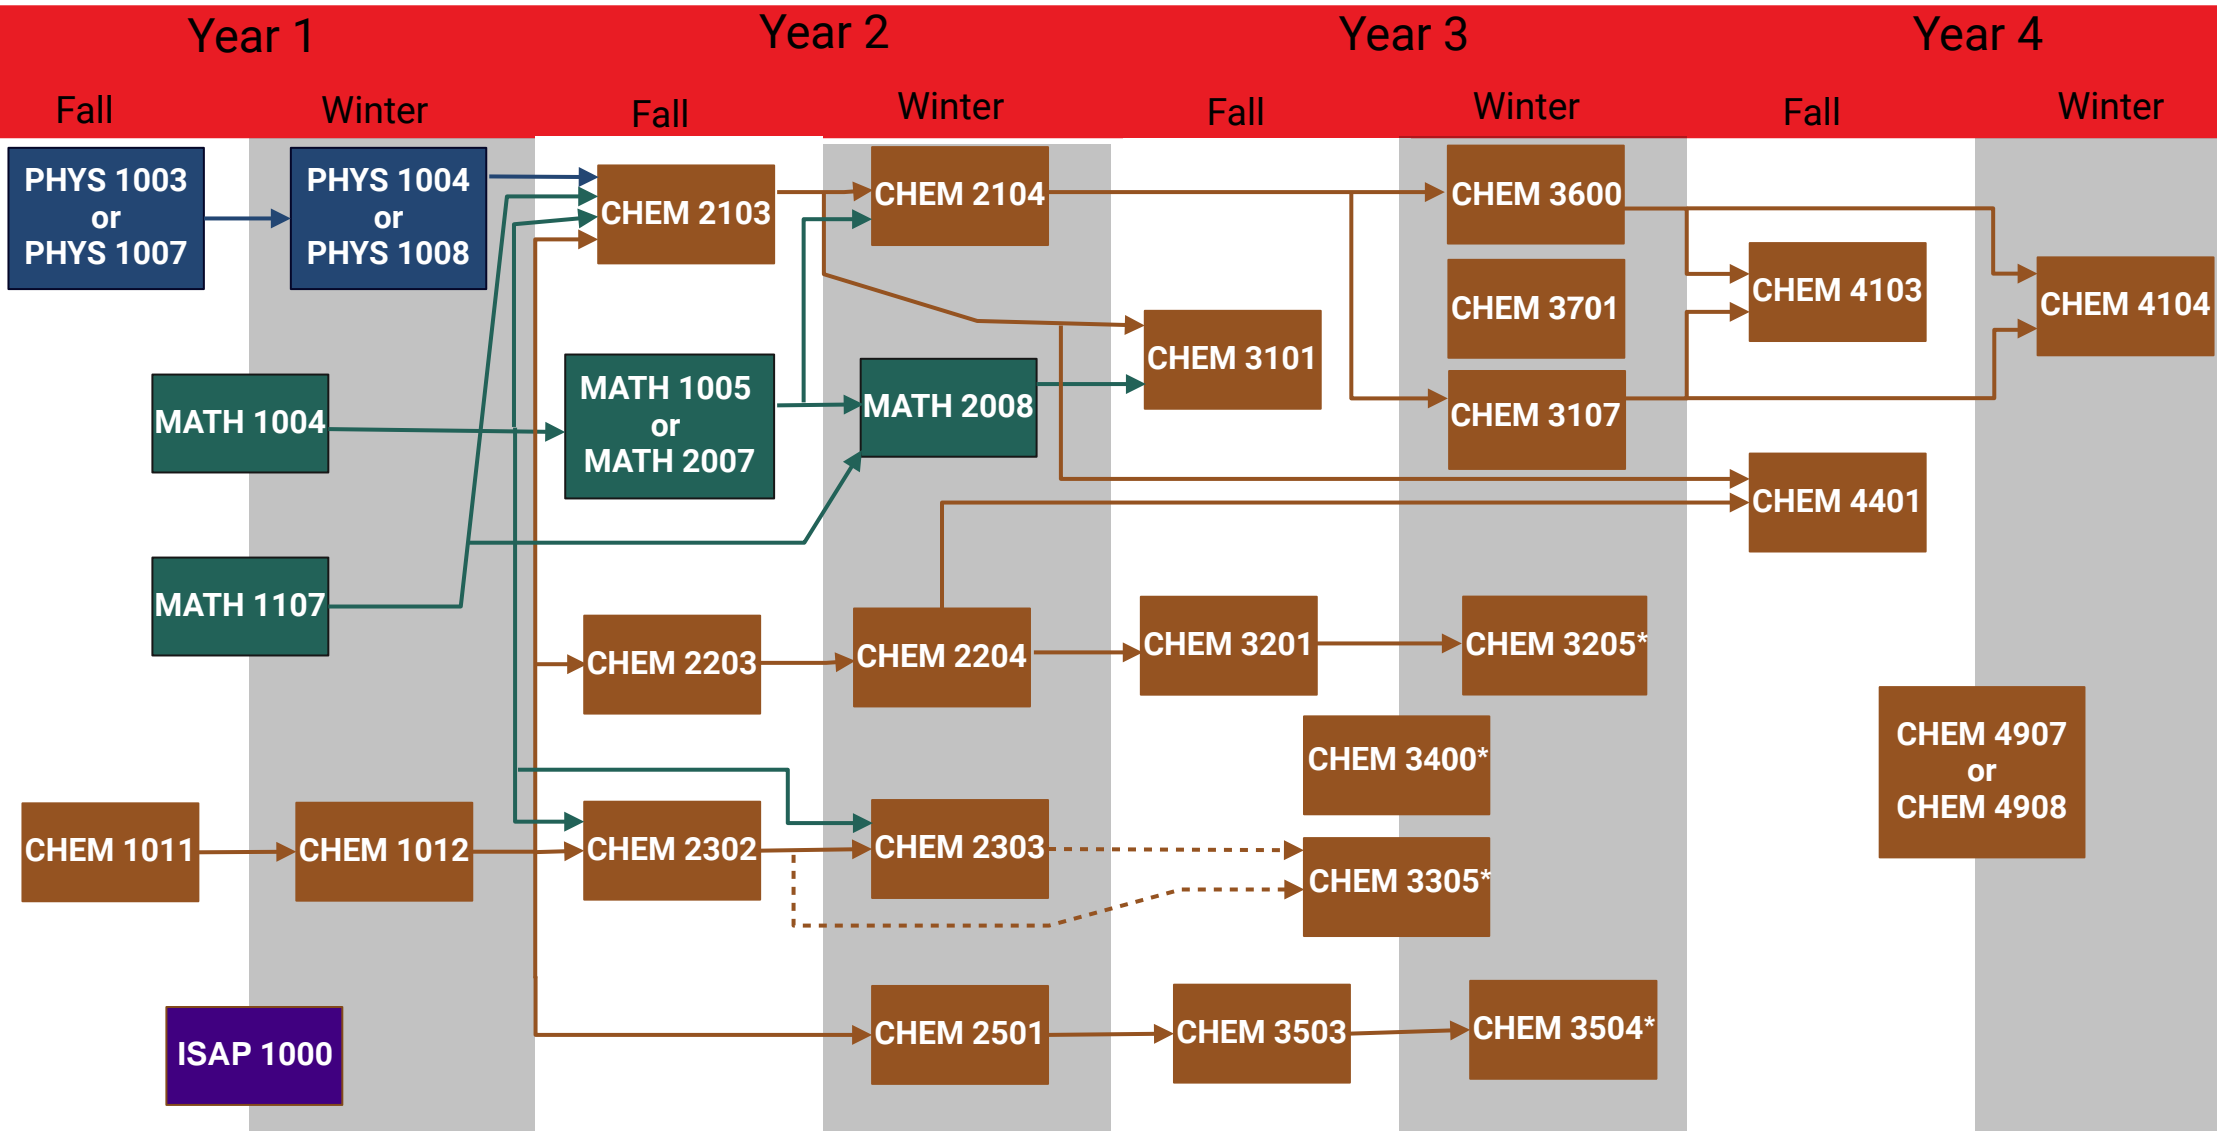 Year 1
Year 2
Year 3
Year 4
Fall
Winter
Fall
Winter
Fall
Winter
Fall
Winter
PHYS 1003
or
PHYS 1007
PHYS 1004
or
PHYS 1008
MATH 1004
MATH 1107
CHEM 1011
CHEM 1012
ISAP 1000
CHEM 2103
MATH 1005
or
MATH 2007
CHEM 2203
CHEM 2302
CHEM 2104
MATH 2008
CHEM 2204
CHEM 2303
CHEM 2501
CHEM 3101
CHEM 3201
CHEM 3400*
CHEM 3305*
CHEM 3503
CHEM 3600
CHEM 3701
CHEM 3107
CHEM 3205*
CHEM 3504*
CHEM 4103
CHEM 4401
CHEM 4907
or
CHEM 4908
CHEM 4104